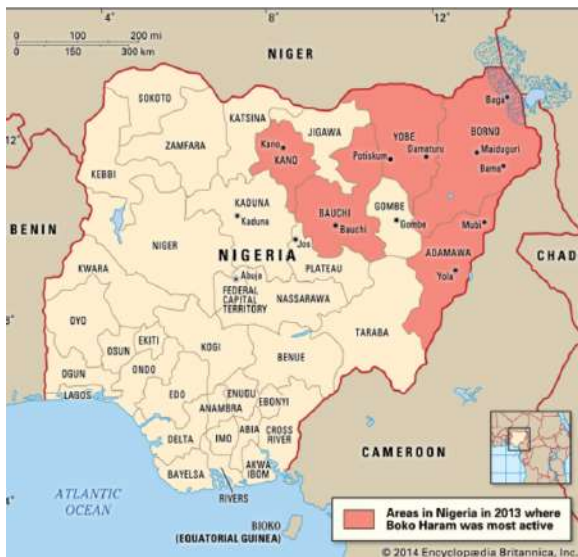 4°
8°
12°
0
100
200 mi
0
150
300 km
NIGER
SOKOTO
KATSINA
ZAMFARA
JIGAWA
KEBBI
Kano
KANO
YOBE
Potiskum
Damaturu
Baga
BORNO
Maiduguri
Bama
12°
BENIN
KADUNA
Kaduna
BAUCHI
Bauchi
GOMBE
Gombe
Mubi
NIGER
Jos
NIGERIA
PLATEAU
ADAMAWA
Yola
CHAD
KWARA
Abuja
FEDERAL
CAPITAL
TERRITORY
NASSARAWA
TARABA
8°
OYO
OSUN
EKITI
KOGI
BENUE
OGUN
ONDO
LAGOS
EDO
ENUGU
EBONYI
ANAMBRA
DELTA
IMO
ABIA
CROSS
RIVER
BAYELSA
AKWA
IBOM
RIVERS
CAMEROON
ATLANTIC
OCEAN
4°
BIOKO
(EQUATORIAL GUINEA)
Areas in Nigeria in 2013 where
Boko Haram was most active
© 2014 Encyclopædia Britannica, Inc.